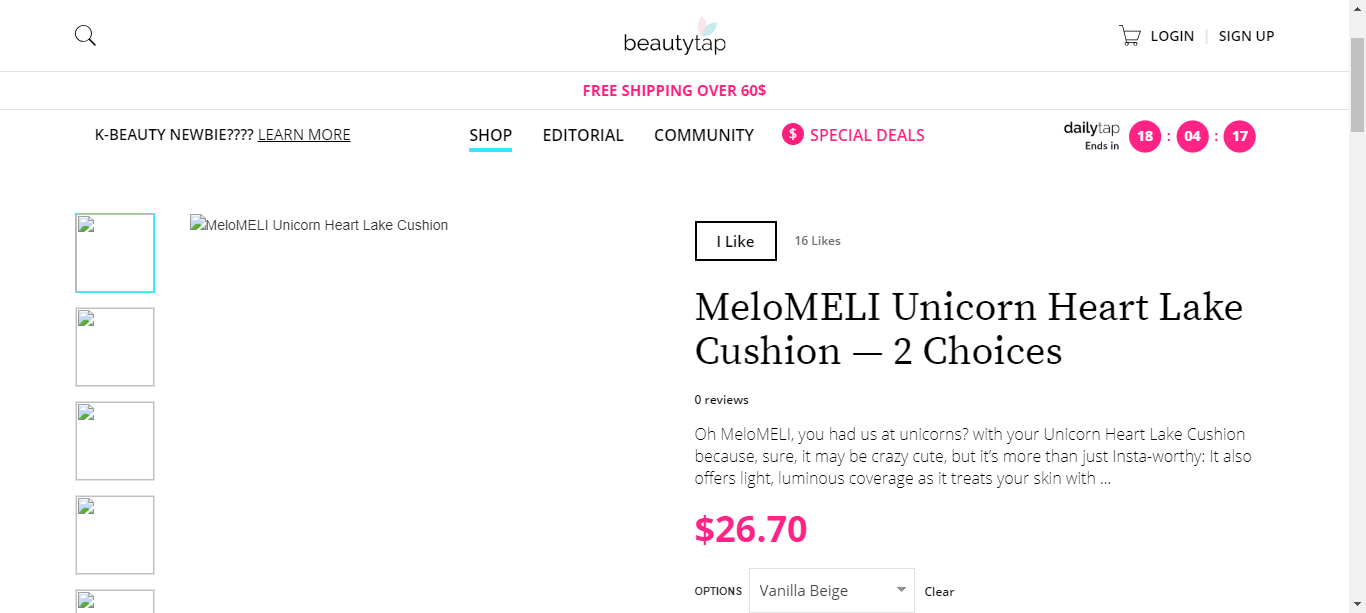 beautytap
LOGIN
SIGN UP
FREE SHIPPING OVER 60$
K-BEAUTY NEWBIE???? LEARN MORE
SHOP
EDITORIAL
COMMUNITY
$ SPECIAL DEALS
dailytap
Ends in
18 : 04 : 17
MeloMELI Unicorn Heart Lake Cushion
I Like
16 Likes
MeloMELI Unicorn Heart Lake
Cushion — 2 Choices
0 reviews
Oh MeloMELI, you had us at unicorns? with your Unicorn Heart Lake Cushion
because, sure, it may be crazy cute, but it’s more than just Insta-worthy: It also
offers light, luminous coverage as it treats your skin with ...
$26.70
OPTIONS
Vanilla Beige
Clear